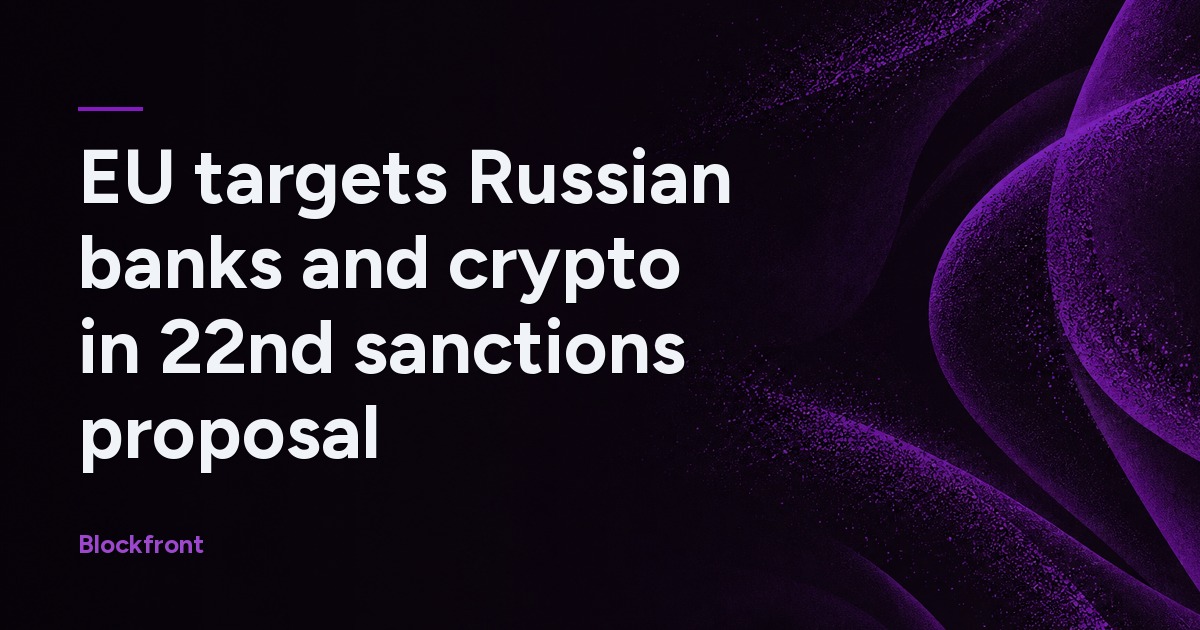 EU targets Russian
banks and crypto
in 22nd sanctions
proposal
Blockfront